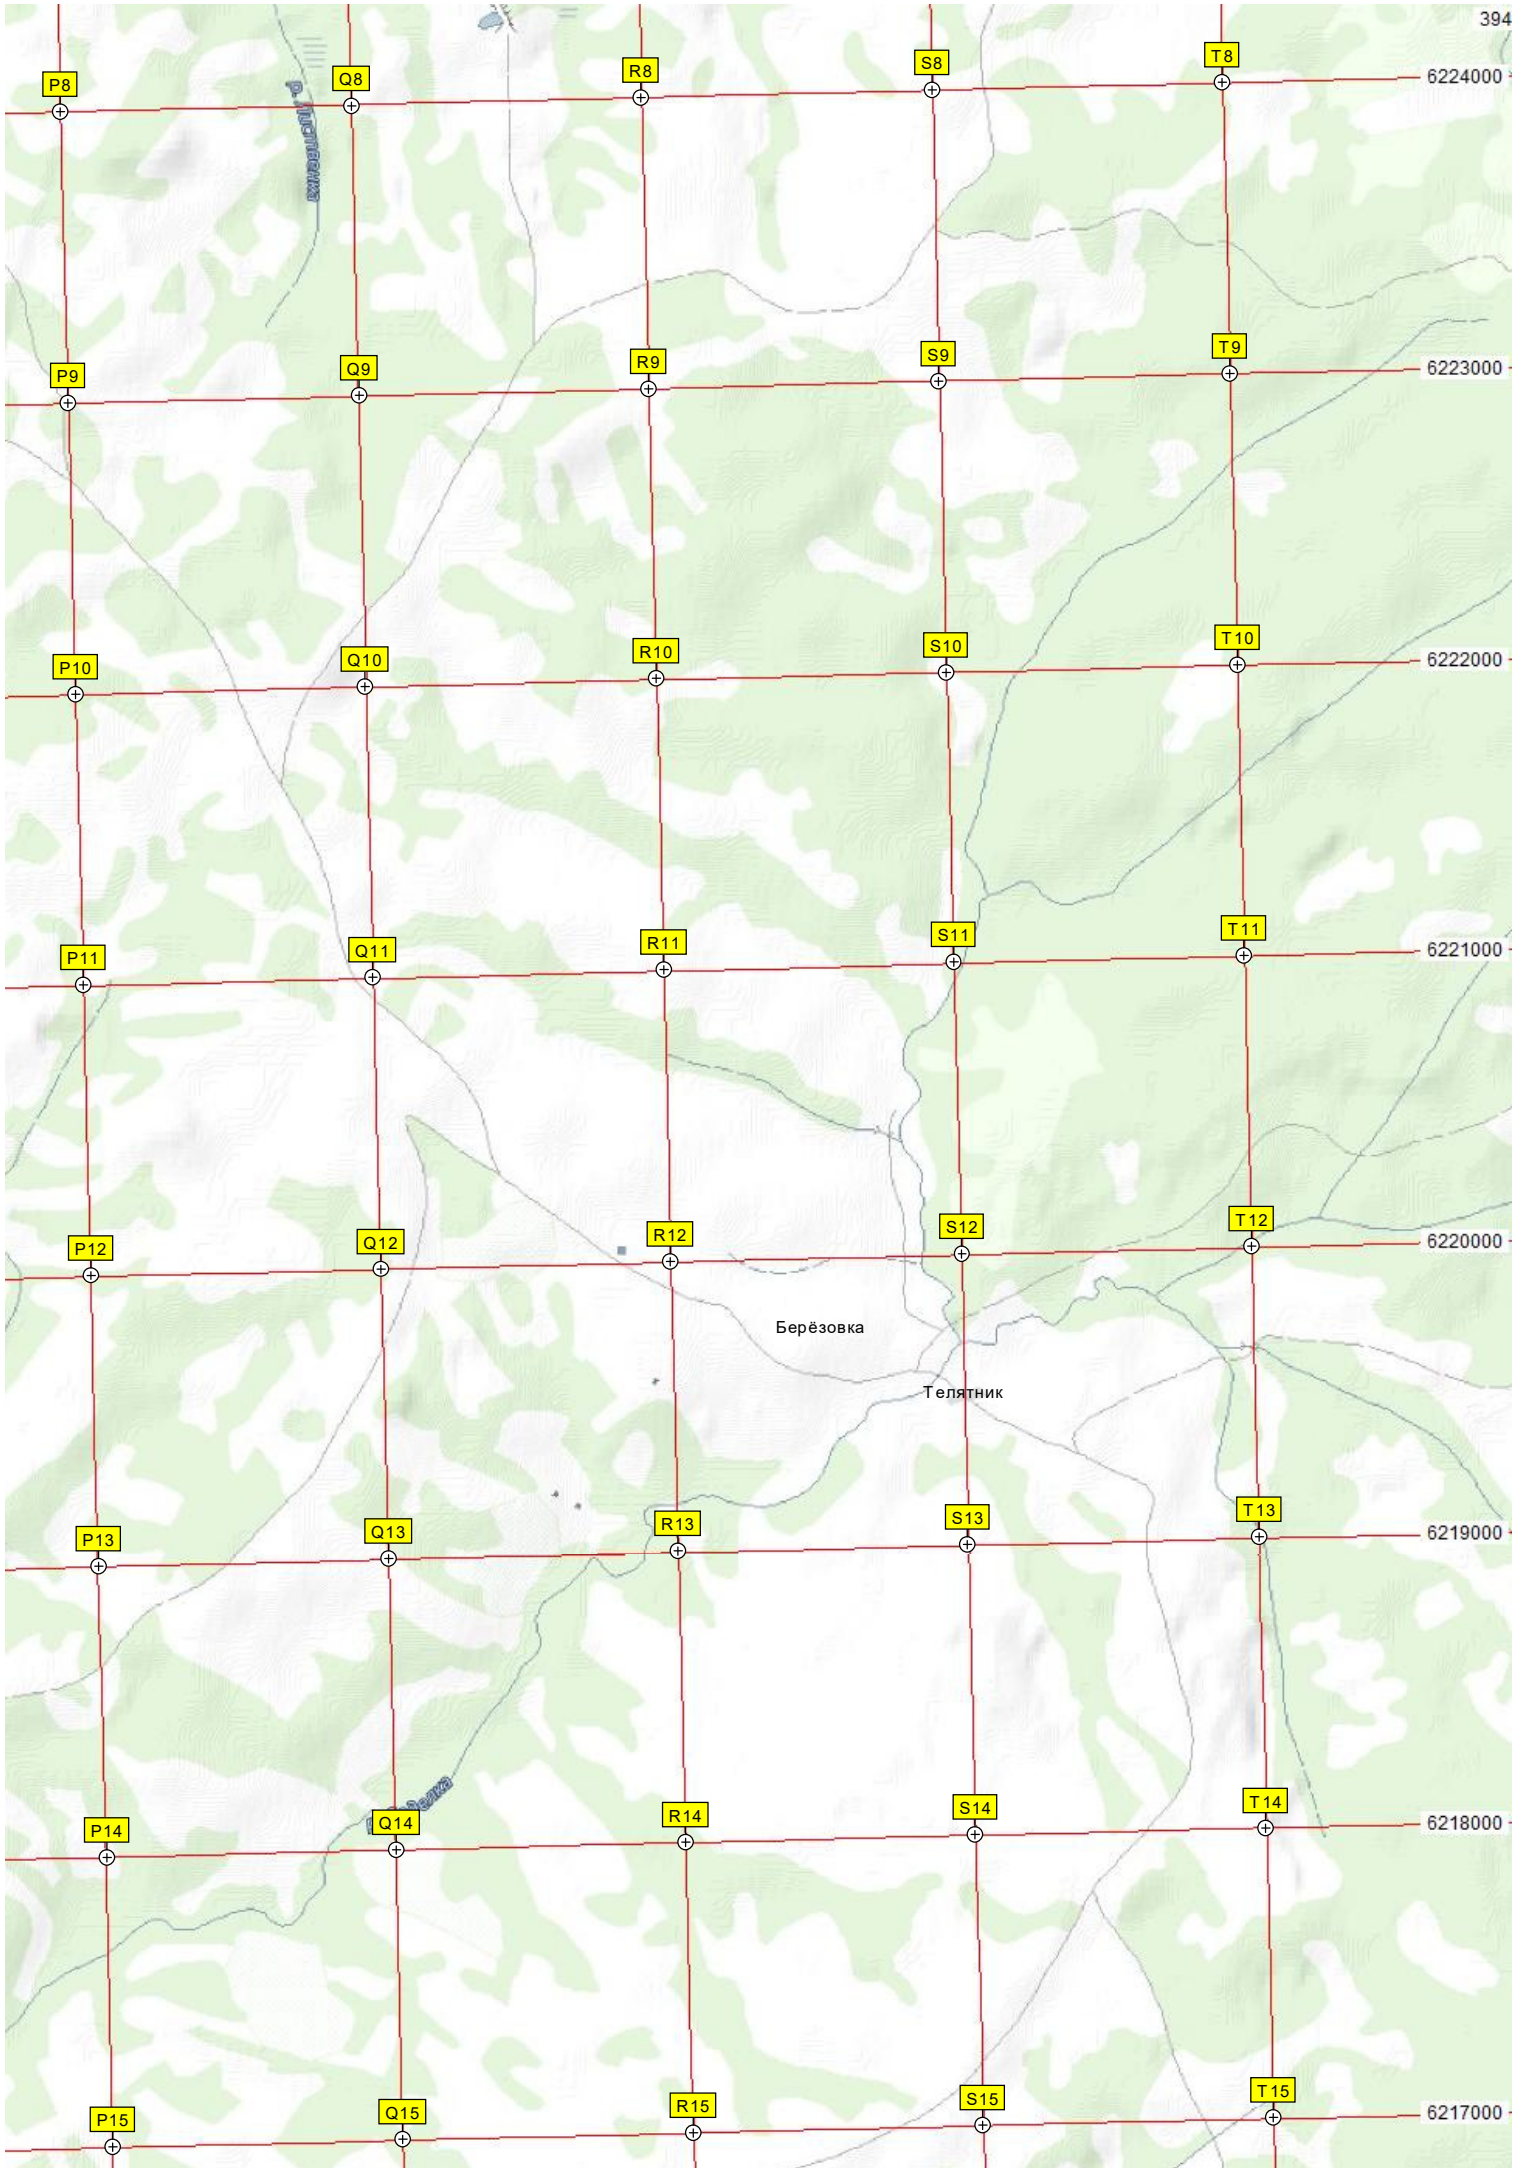 394
P8 Q8 R8 S8 T8 6224000
P9 Q9 R9 S9 T9 6223000
P10 Q10 R10 S10 T10 6222000
P11 Q11 R11 S11 T11 6221000
P12 Q12 R12 S12 T12 6220000
Берёзовка
Телятник
P13 Q13 R13 S13 T13 6219000
P14 Q14 R14 S14 T14 6218000
P15 Q15 R15 S15 T15 6217000